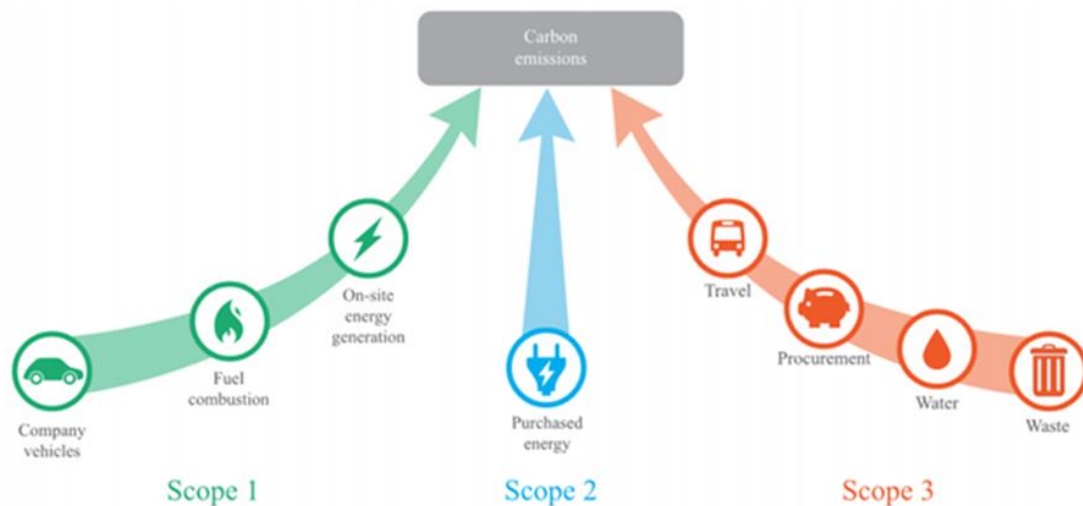 Carbon
emissions
On-site
energy
generation
Fuel
combustion
Company
vehicles
Purchased
energy
Travel
Procurement
Water
Waste
Scope 1
Scope 2
Scope 3